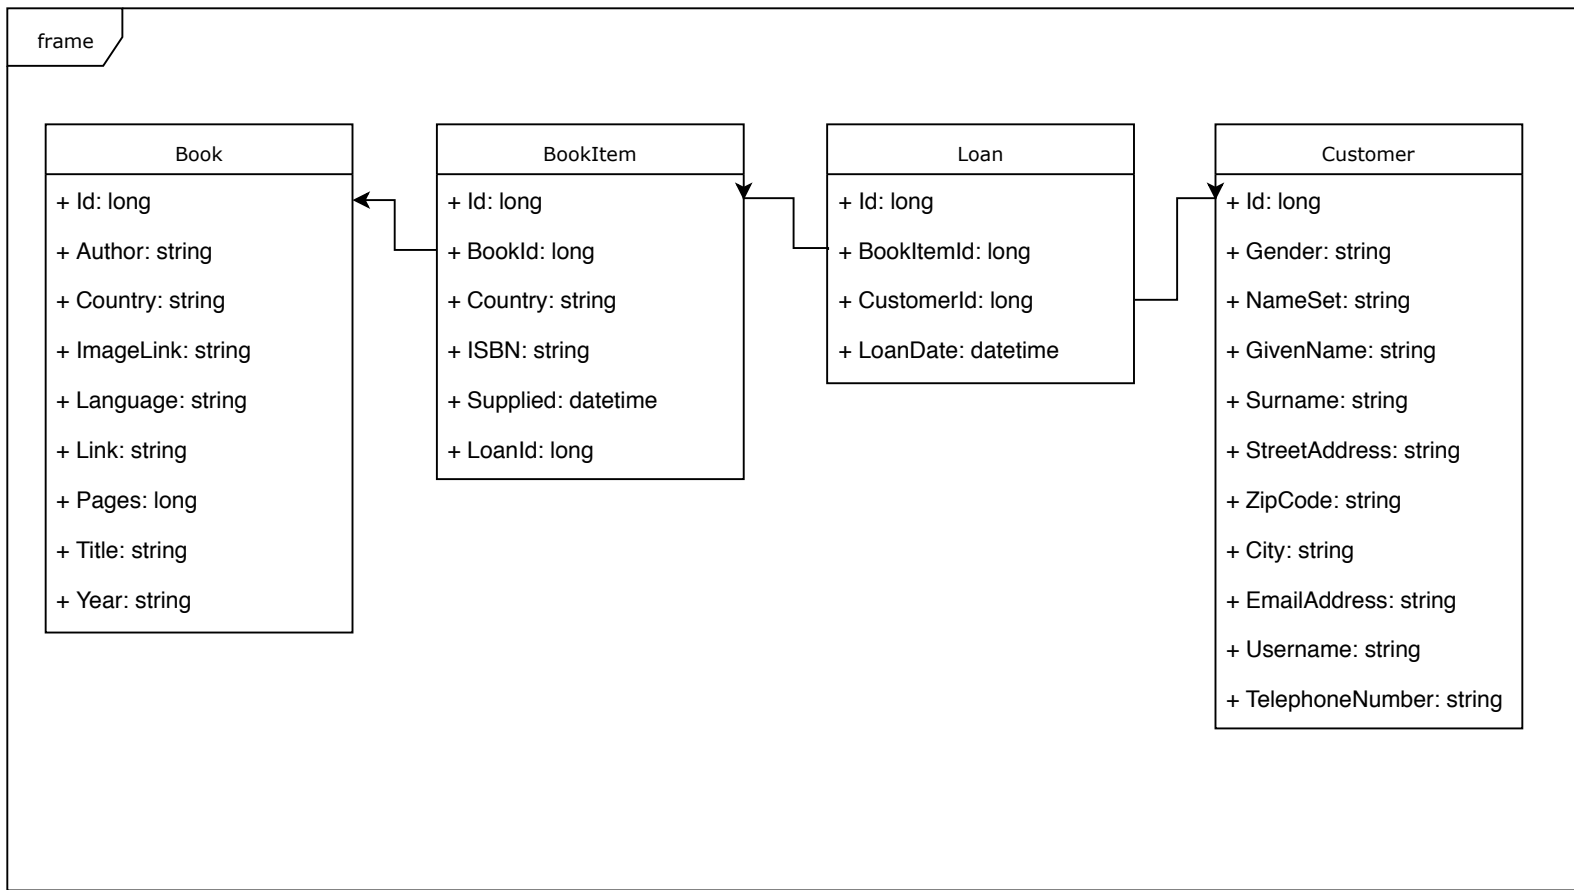 frame
Book
+ Id: long
+ Author: string
+ Country: string
+ ImageLink: string
+ Language: string
+ Link: string
+ Pages: long
+ Title: string
+ Year: string
BookItem
+ Id: long
+ BookId: long
+ Country: string
+ ISBN: string
+ Supplied: datetime
+ LoanId: long
Loan
+ Id: long
+ BookItemId: long
+ CustomerId: long
+ LoanDate: datetime
Customer
+ Id: long
+ Gender: string
+ NameSet: string
+ GivenName: string
+ Surname: string
+ StreetAddress: string
+ ZipCode: string
+ City: string
+ EmailAddress: string
+ Username: string
+ TelephoneNumber: string